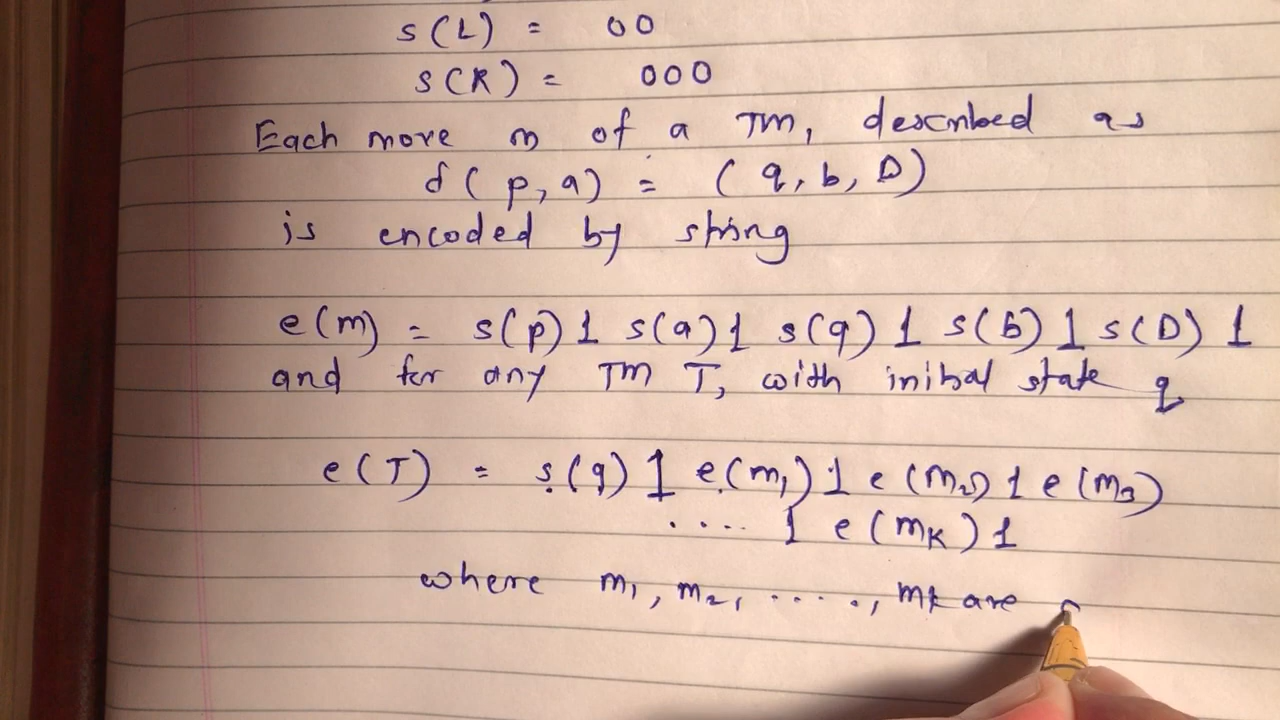 s(L) = 00
s(R) = 000
Each move m of a TM, described as
δ(p,a) = (q, b, D)
is encoded by string
e(m) = s(p)1 s(a)1 s(q)1 s(b)1 s(D)1
and for any TM T, with initial state q
e(T) = s(q)1 e(m₁)1 e(m₂)1 e(m₃)
.... 1 e(mₖ)1
where m₁, m₂, ....., mₖ are